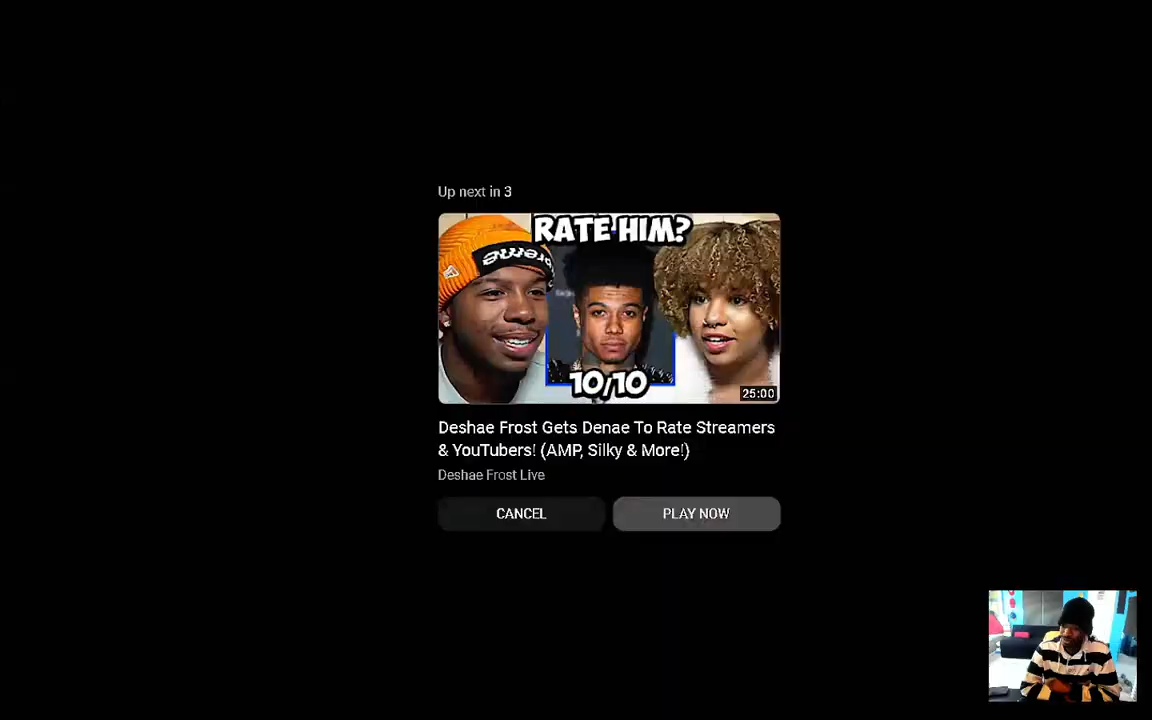 Up next in 3
RATE HIM?
Supreme
10/10
25:00
Deshae Frost Gets Denae To Rate Streamers
& YouTubers! (AMP, Silky & More!)
Deshae Frost Live
CANCEL
PLAY NOW